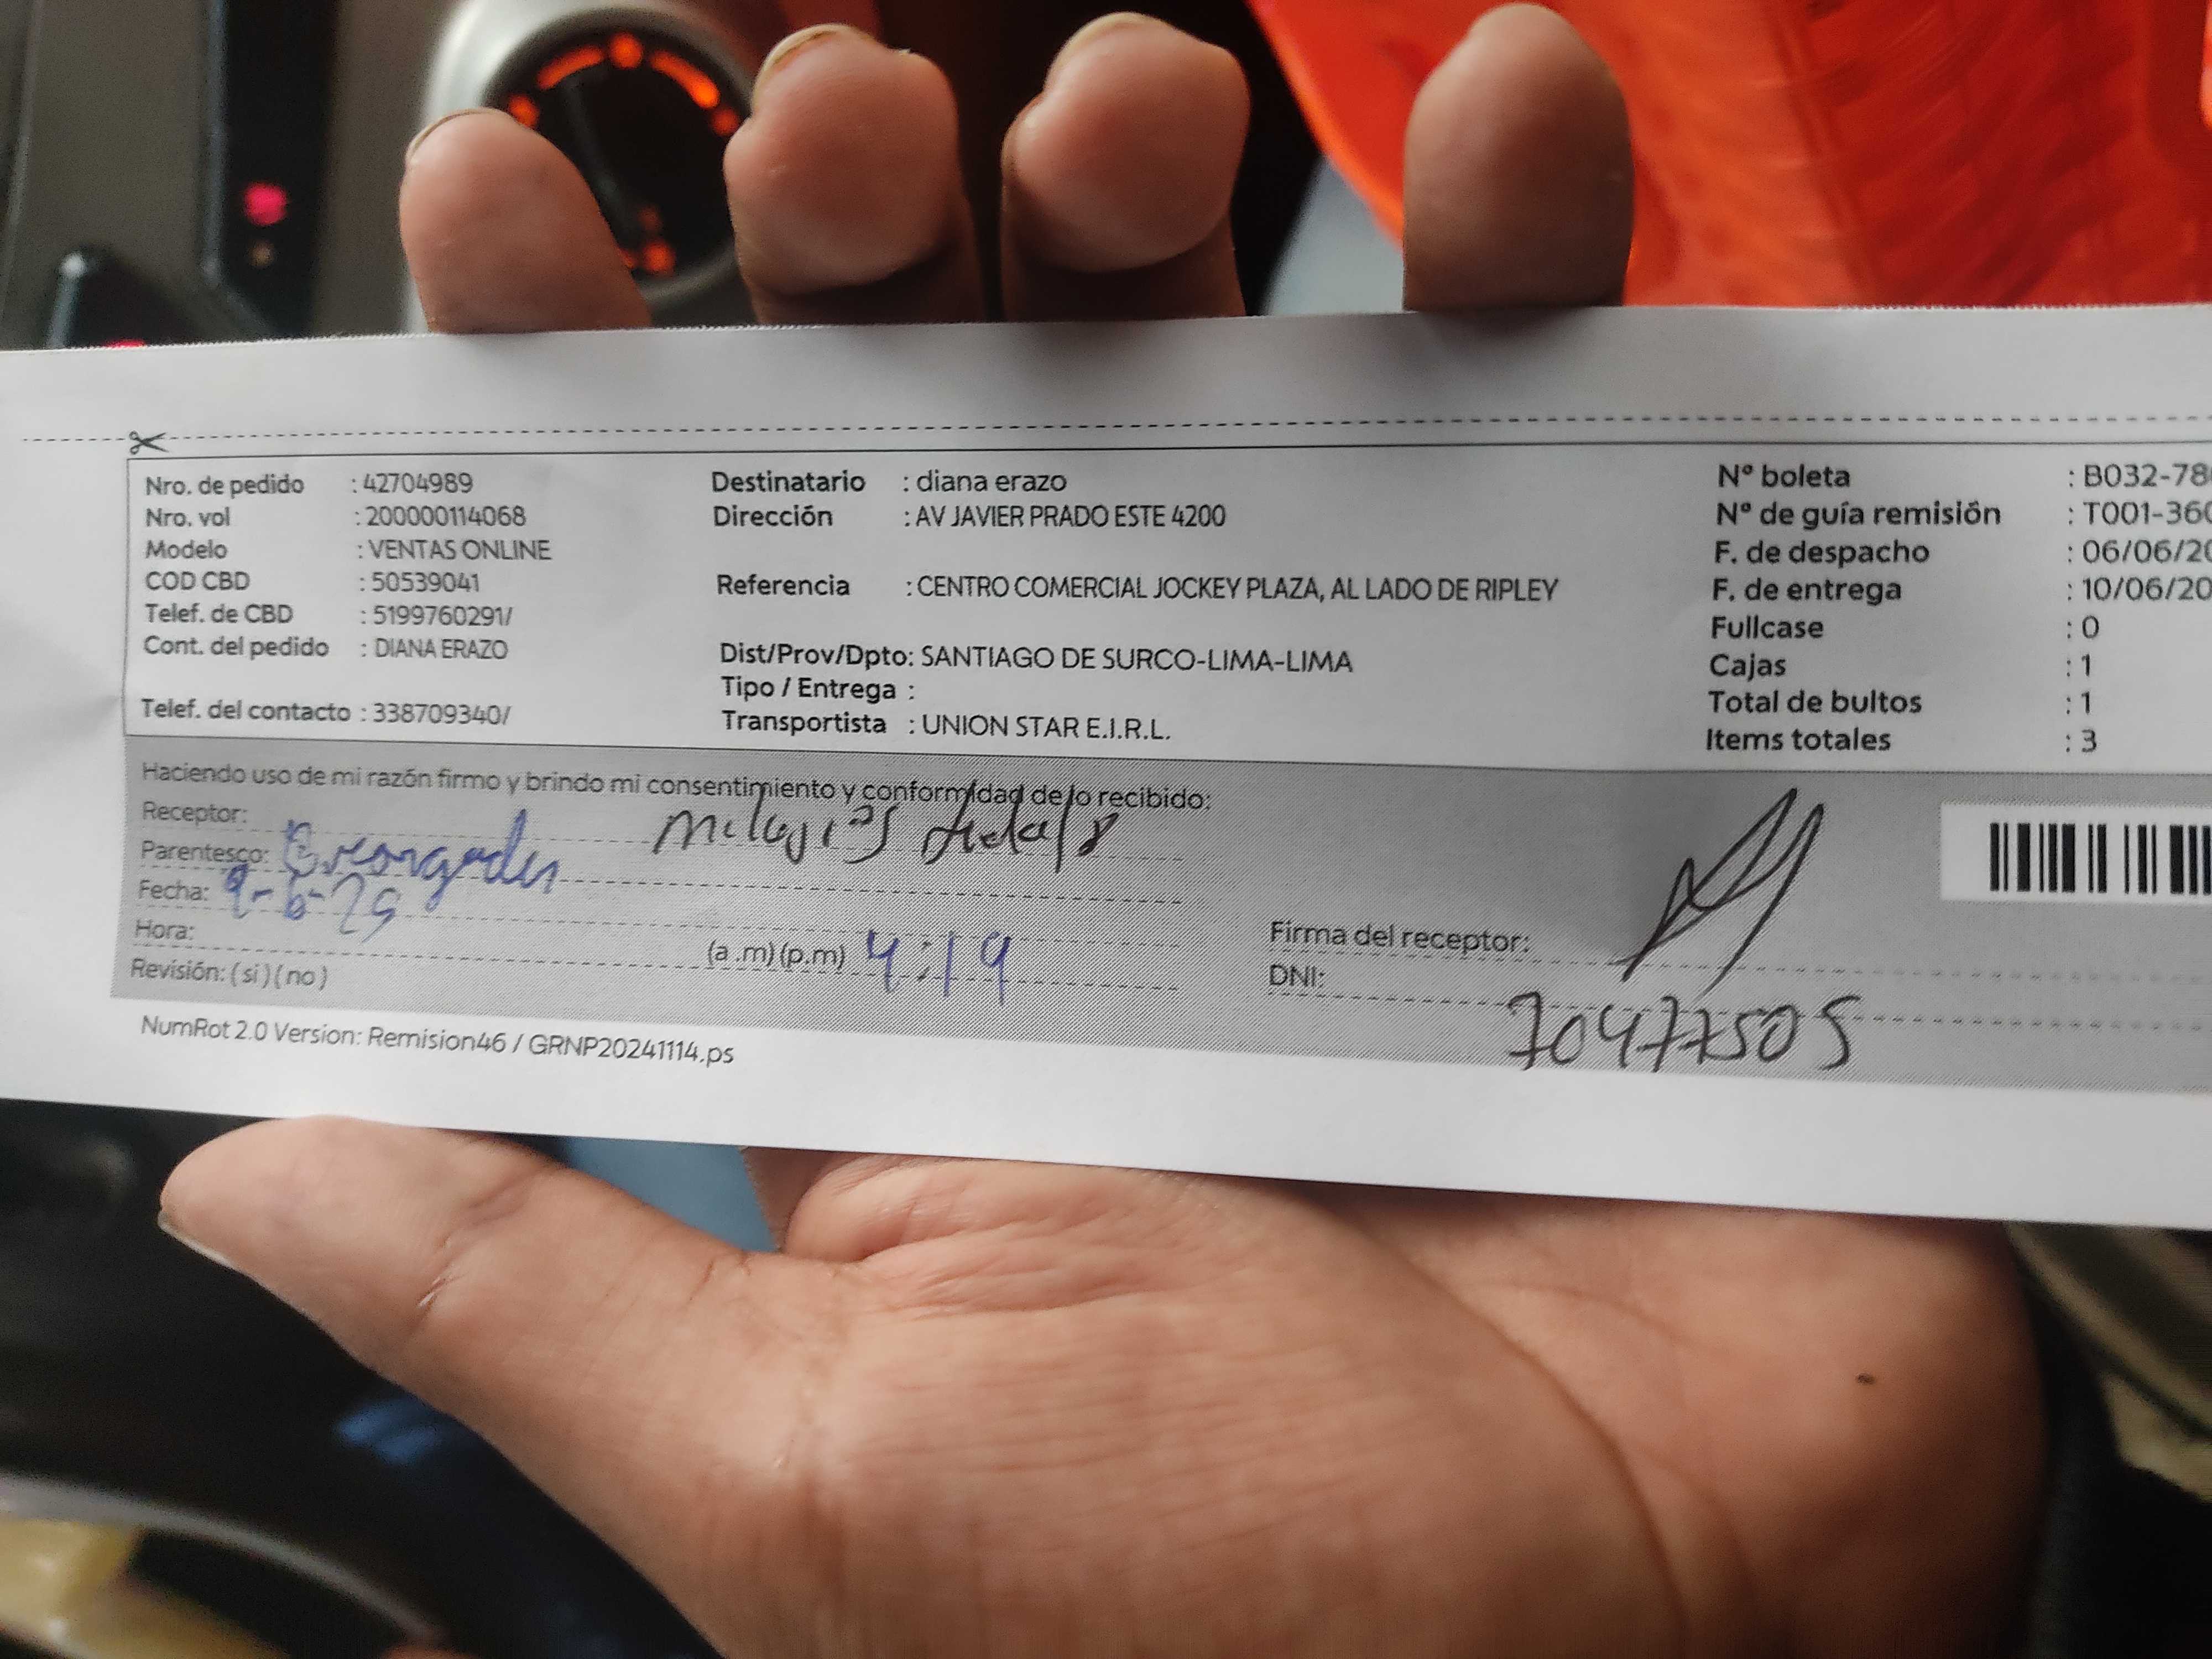 Nro. de pedido : 42704989
Nro. vol : 200000114068
Modelo : VENTAS ONLINE
COD CBD : 50539041
Telef. de CBD : 5199760291/
Cont. del pedido : DIANA ERAZO
Telef. del contacto : 338709340/
Destinatario : diana erazo
Dirección : AV JAVIER PRADO ESTE 4200
Referencia : CENTRO COMERCIAL JOCKEY PLAZA, AL LADO DE RIPLEY
Dist/Prov/Dpto: SANTIAGO DE SURCO-LIMA-LIMA
Tipo / Entrega :
Transportista : UNION STAR E.I.R.L.
Nº boleta : B032-78
Nº de guía remisión : T001-360
F. de despacho : 06/06/20
F. de entrega : 10/06/20
Fullcase : 0
Cajas : 1
Total de bultos : 1
Items totales : 3
Haciendo uso de mi razón firmo y brindo mi consentimiento y conformidad de lo recibido:
Receptor:
Parentesco:
Fecha: 9-6-25
Hora: (a .m) (p.m) 4:19
Revisión: ( si ) ( no )
Firma del receptor:
DNI: 70477505
NumRot 2.0 Version: Remision46 / GRNP20241114.ps